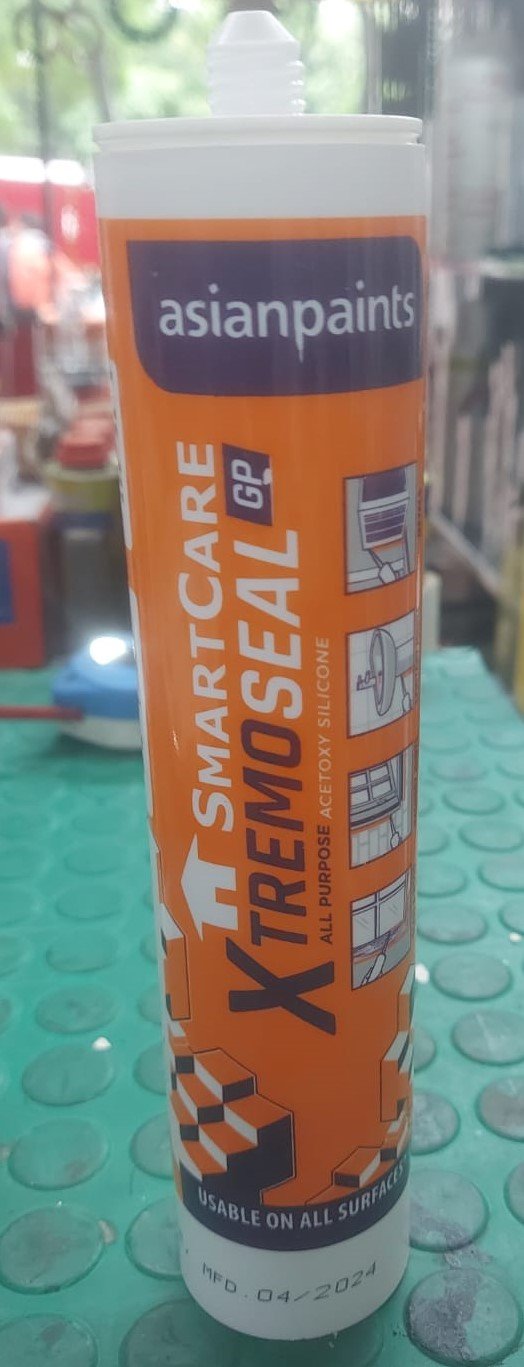 asianpaints
SMARTCARE
XTREMOSEAL GP
ALL PURPOSE ACETOXY SILICONE
USABLE ON ALL SURFACES
MFD. 04/2024